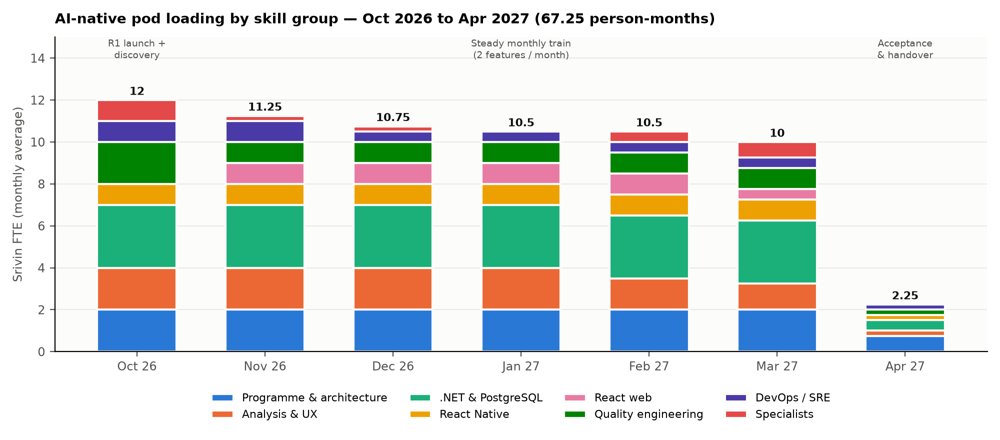 AI-native pod loading by skill group — Oct 2026 to Apr 2027 (67.25 person-months)
R1 launch +
discovery
Steady monthly train
(2 features / month)
Acceptance
& handover
Srivin FTE (monthly average)
14
12
10
8
6
4
2
0
12
11.25
10.75
10.5
10.5
10
2.25
Oct 26
Nov 26
Dec 26
Jan 27
Feb 27
Mar 27
Apr 27
Programme & architecture
Analysis & UX
.NET & PostgreSQL
React Native
React web
Quality engineering
DevOps / SRE
Specialists